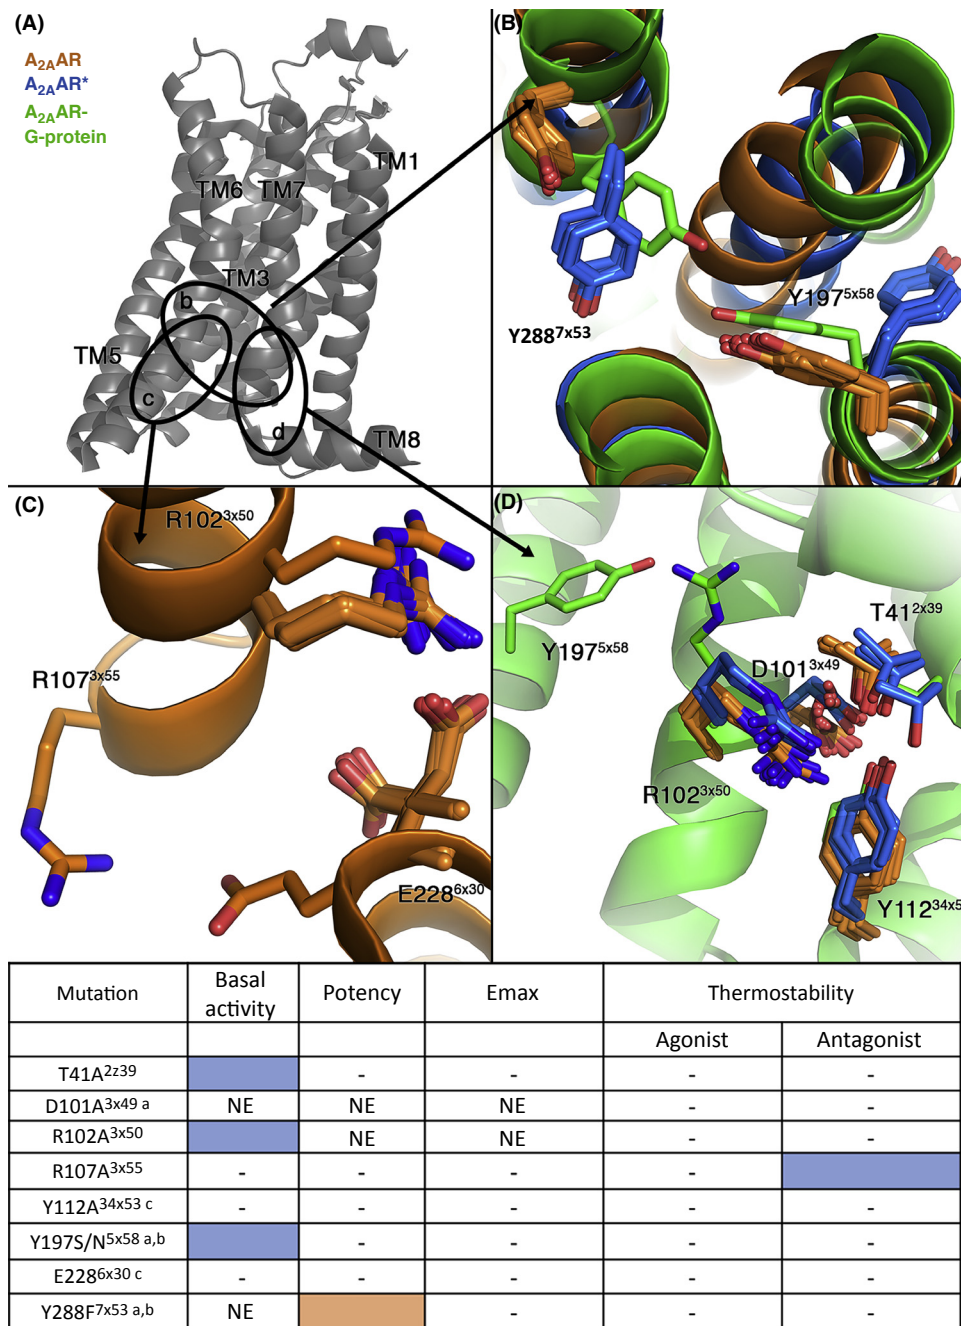 (A)
A2AAR
A2AAR*
A2AAR-
G-protein
TM6
TM7
TM1
TM3
b
TM5
c
d
TM8
(B)
Y1975x58
Y2887x53
(C)
R1023x50
R1073x55
E2286x30
(D)
T412x39
Y1975x58
D1013x49
R1023x50
Y11234x5
Mutation Basal activity Potency Emax Thermostability
Agonist Antagonist
T41A2z39 - - - -
D101A3x49 a NE NE NE - -
R102A3x50 NE NE - -
R107A3x55 - - - -
Y112A34x53 c - - - - -
Y197S/N5x58 a,b - - - -
E2286x30 c - - - - -
Y288F7x53 a,b NE - - -